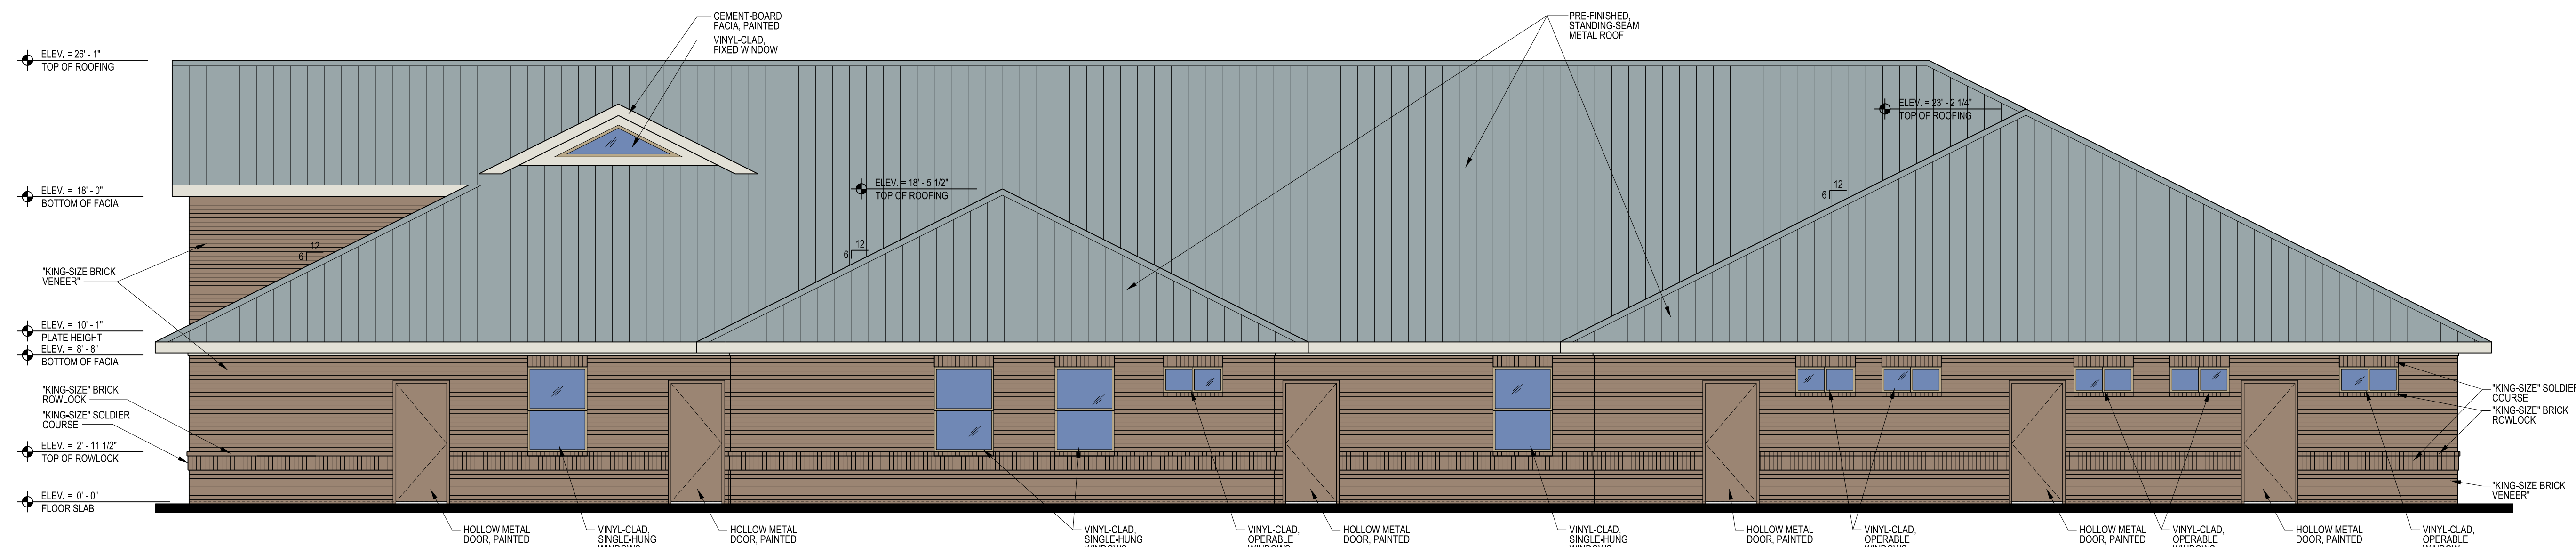 CEMENT-BOARD
FACIA, PAINTED
VINYL-CLAD,
FIXED WINDOW
PRE-FINISHED,
STANDING-SEAM
METAL ROOF
ELEV. = 26' - 1"
TOP OF ROOFING
ELEV. = 23' - 2 1/4"
TOP OF ROOFING
ELEV. = 18' - 5 1/2"
TOP OF ROOFING
ELEV. = 18' - 0"
BOTTOM OF FACIA
12
6
12
6
12
6
"KING-SIZE BRICK
VENEER"
ELEV. = 10' - 1"
PLATE HEIGHT
ELEV. = 8' - 8"
BOTTOM OF FACIA
"KING-SIZE" BRICK
ROWLOCK
"KING-SIZE" SOLDIER
COURSE
ELEV. = 2' - 11 1/2"
TOP OF ROWLOCK
ELEV. = 0' - 0"
FLOOR SLAB
"KING-SIZE" SOLDIER
COURSE
"KING-SIZE" BRICK
ROWLOCK
"KING-SIZE BRICK
VENEER"
HOLLOW METAL
DOOR, PAINTED
VINYL-CLAD,
SINGLE-HUNG
WINDOWS
HOLLOW METAL
DOOR, PAINTED
VINYL-CLAD,
SINGLE-HUNG
WINDOWS
VINYL-CLAD,
OPERABLE
WINDOWS
HOLLOW METAL
DOOR, PAINTED
VINYL-CLAD,
SINGLE-HUNG
WINDOWS
HOLLOW METAL
DOOR, PAINTED
VINYL-CLAD,
OPERABLE
WINDOWS
HOLLOW METAL
DOOR, PAINTED
VINYL-CLAD,
OPERABLE
WINDOWS
HOLLOW METAL
DOOR, PAINTED
VINYL-CLAD,
OPERABLE
WINDOW